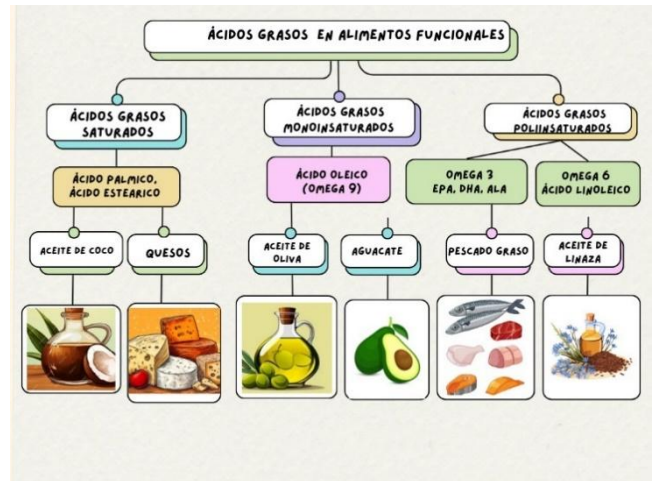 ÁCIDOS GRASOS EN ALIMENTOS FUNCIONALES
ÁCIDOS GRASOS
SATURADOS
ÁCIDOS GRASOS
MONOINSATURADOS
ÁCIDOS GRASOS
POLIINSATURADOS
ÁCIDO PALMICO,
ÁCIDO ESTEARICO
ÁCIDO OLEICO
(OMEGA 9)
OMEGA 3
EPA, DHA, ALA
OMEGA 6
ÁCIDO LINOLEICO
ACEITE DE COCO
QUESOS
ACEITE DE
OLIVA
AGUACATE
PESCADO GRASO
ACEITE DE
LINAZA